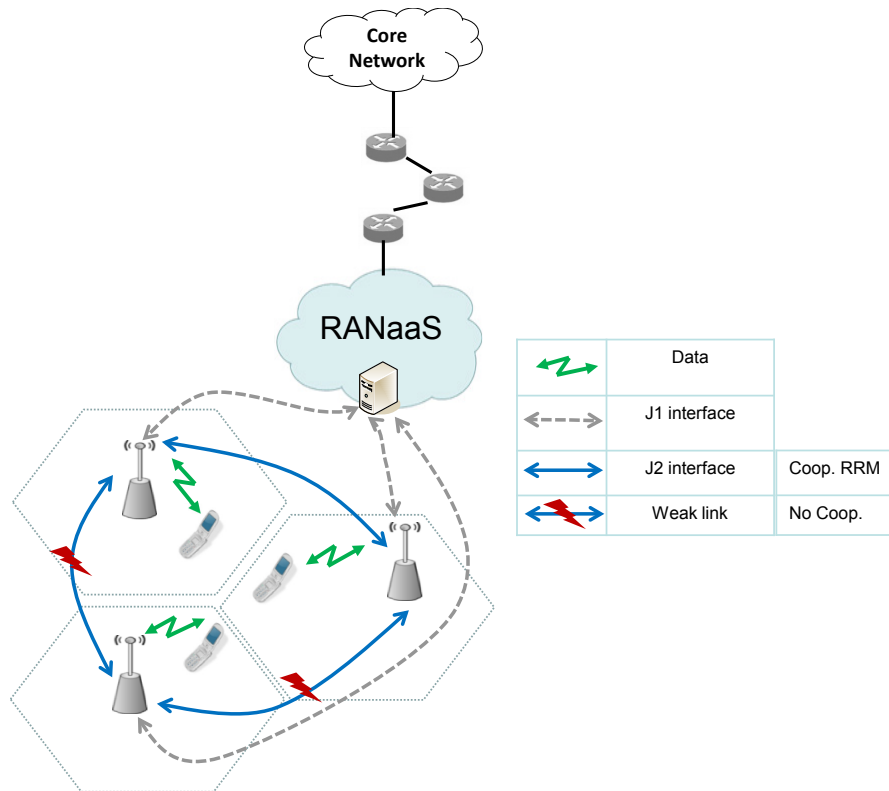 Core
Network
RANaaS
Data
J1 interface
J2 interface
Coop. RRM
Weak link
No Coop.